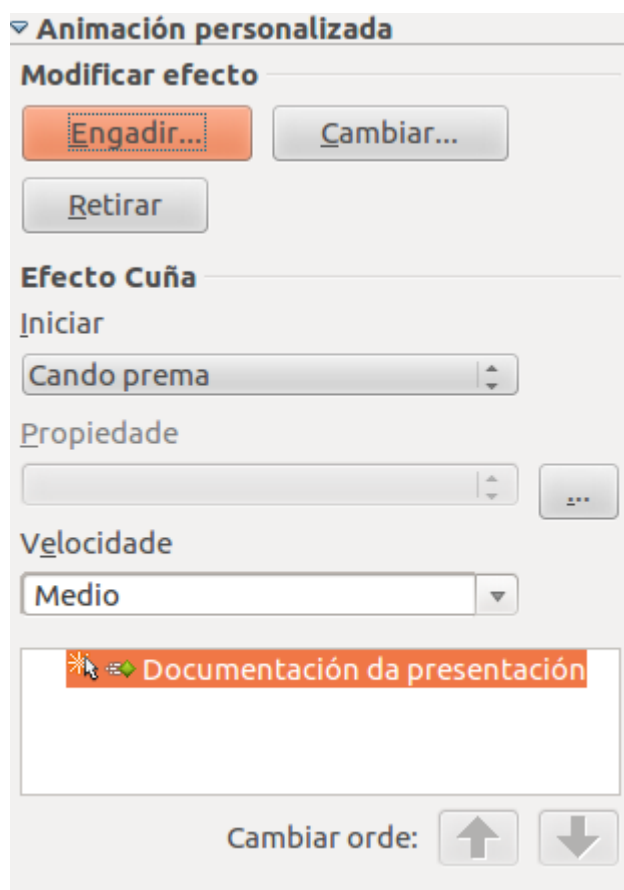 Animación personalizada
Modificar efecto
Engadir... Cambiar...
Retirar
Efecto Cuña
Iniciar
Cando prema
Propiedade
...
Velocidade
Medio
Documentación da presentación
Cambiar orde: